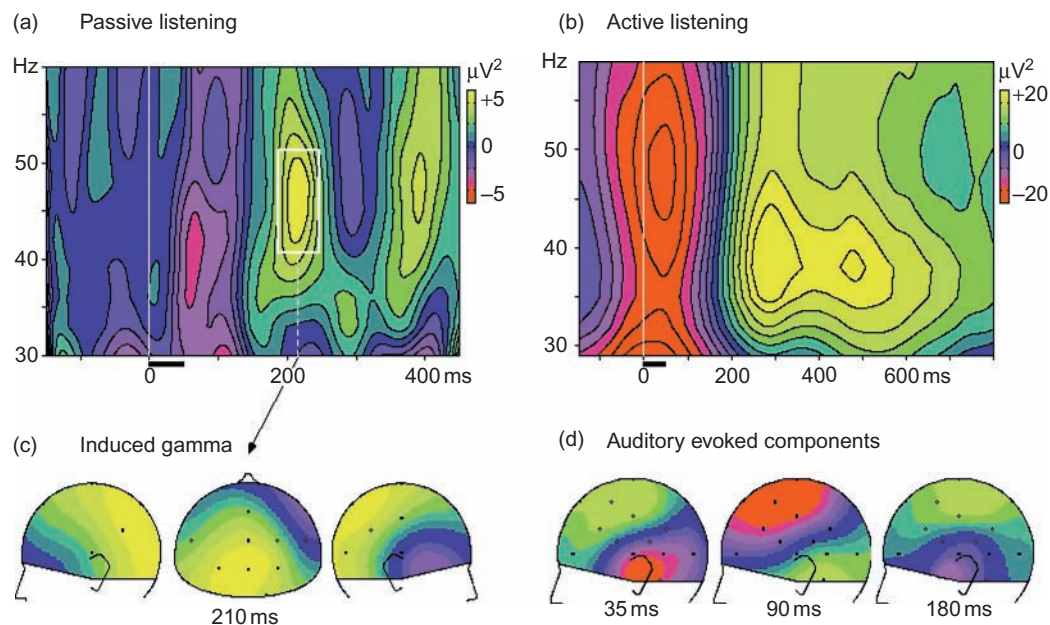 (a) Passive listening
Hz
50
40
30
0 200 400 ms
μV²
+5
0
–5
(b) Active listening
Hz
50
40
30
0 200 400 600 ms
μV²
+20
0
–20
(c) Induced gamma
210 ms
(d) Auditory evoked components
35 ms 90 ms 180 ms